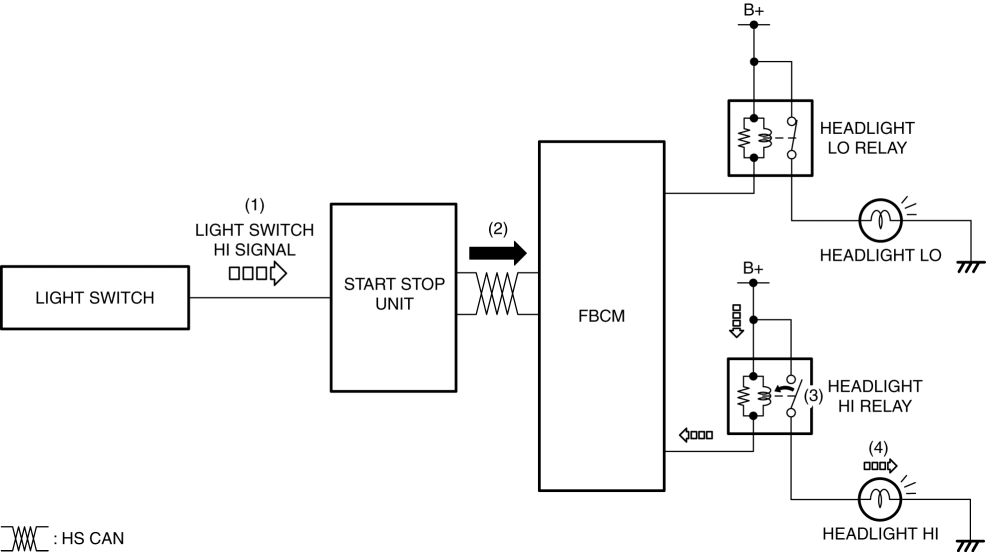 B+
HEADLIGHT
LO RELAY
(1)
LIGHT SWITCH
HI SIGNAL
(2)
HEADLIGHT LO
LIGHT SWITCH
START STOP
UNIT
FBCM
B+
(3)
HEADLIGHT
HI RELAY
(4)
HEADLIGHT HI
: HS CAN